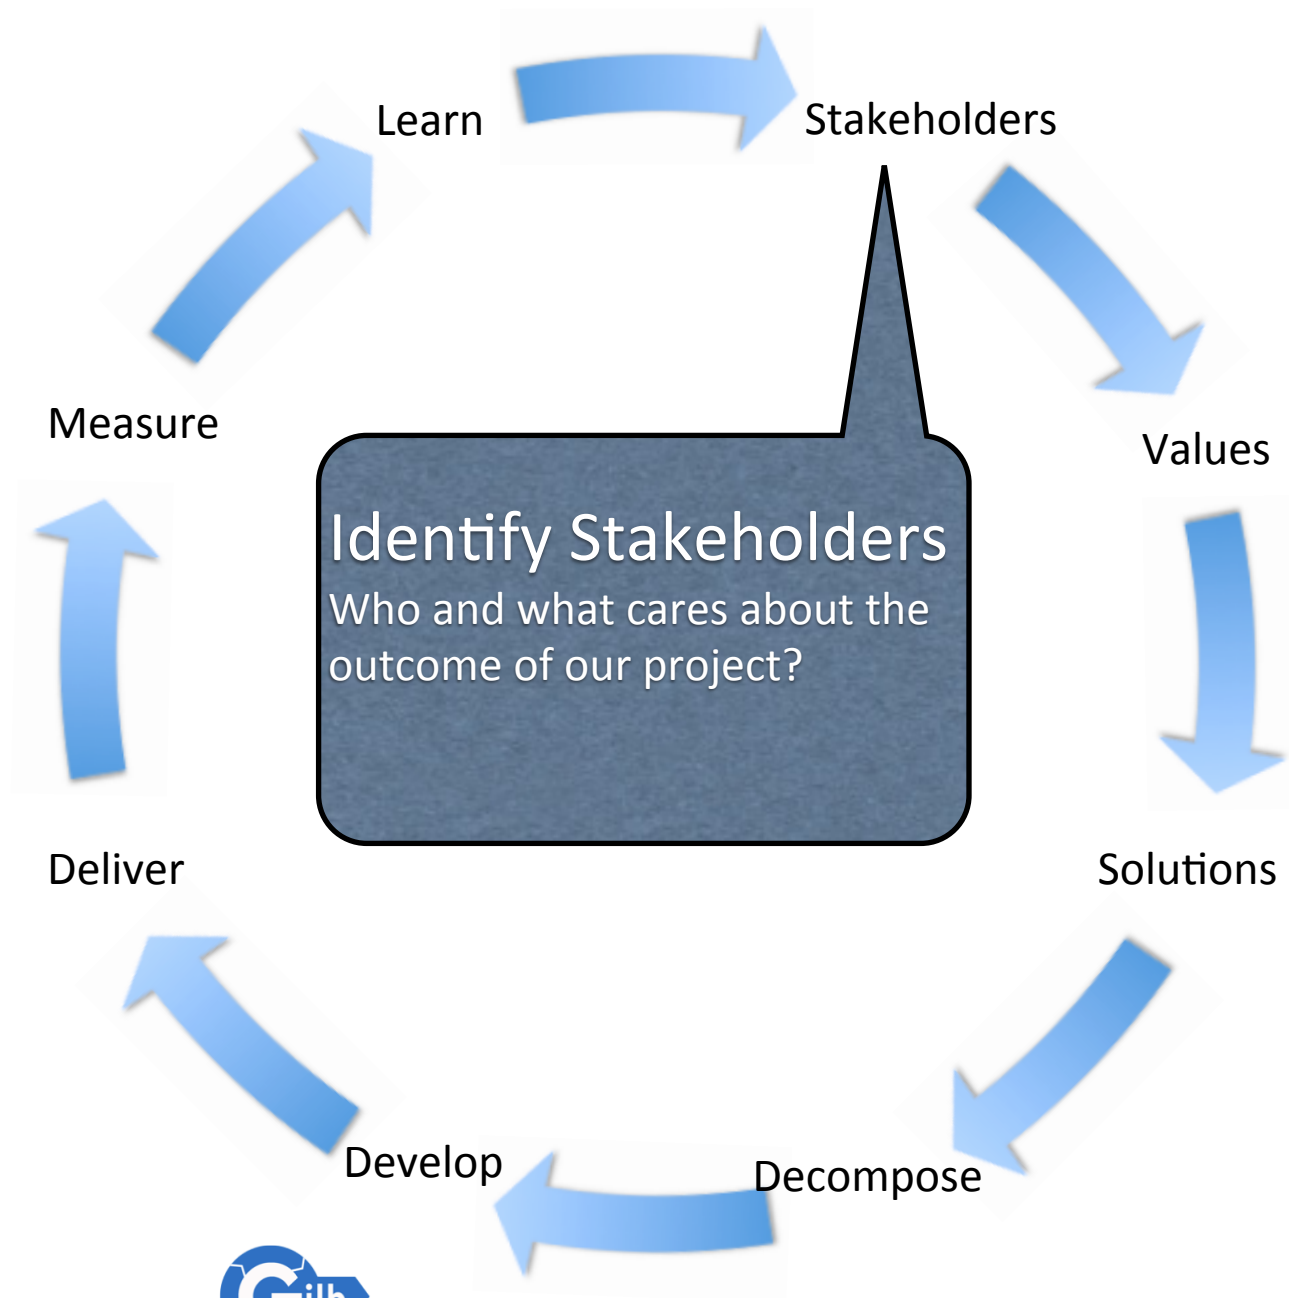 Learn
Stakeholders
Measure
Values
Identify Stakeholders
Who and what cares about the
outcome of our project?
Deliver
Solutions
Develop
Decompose
Gilb